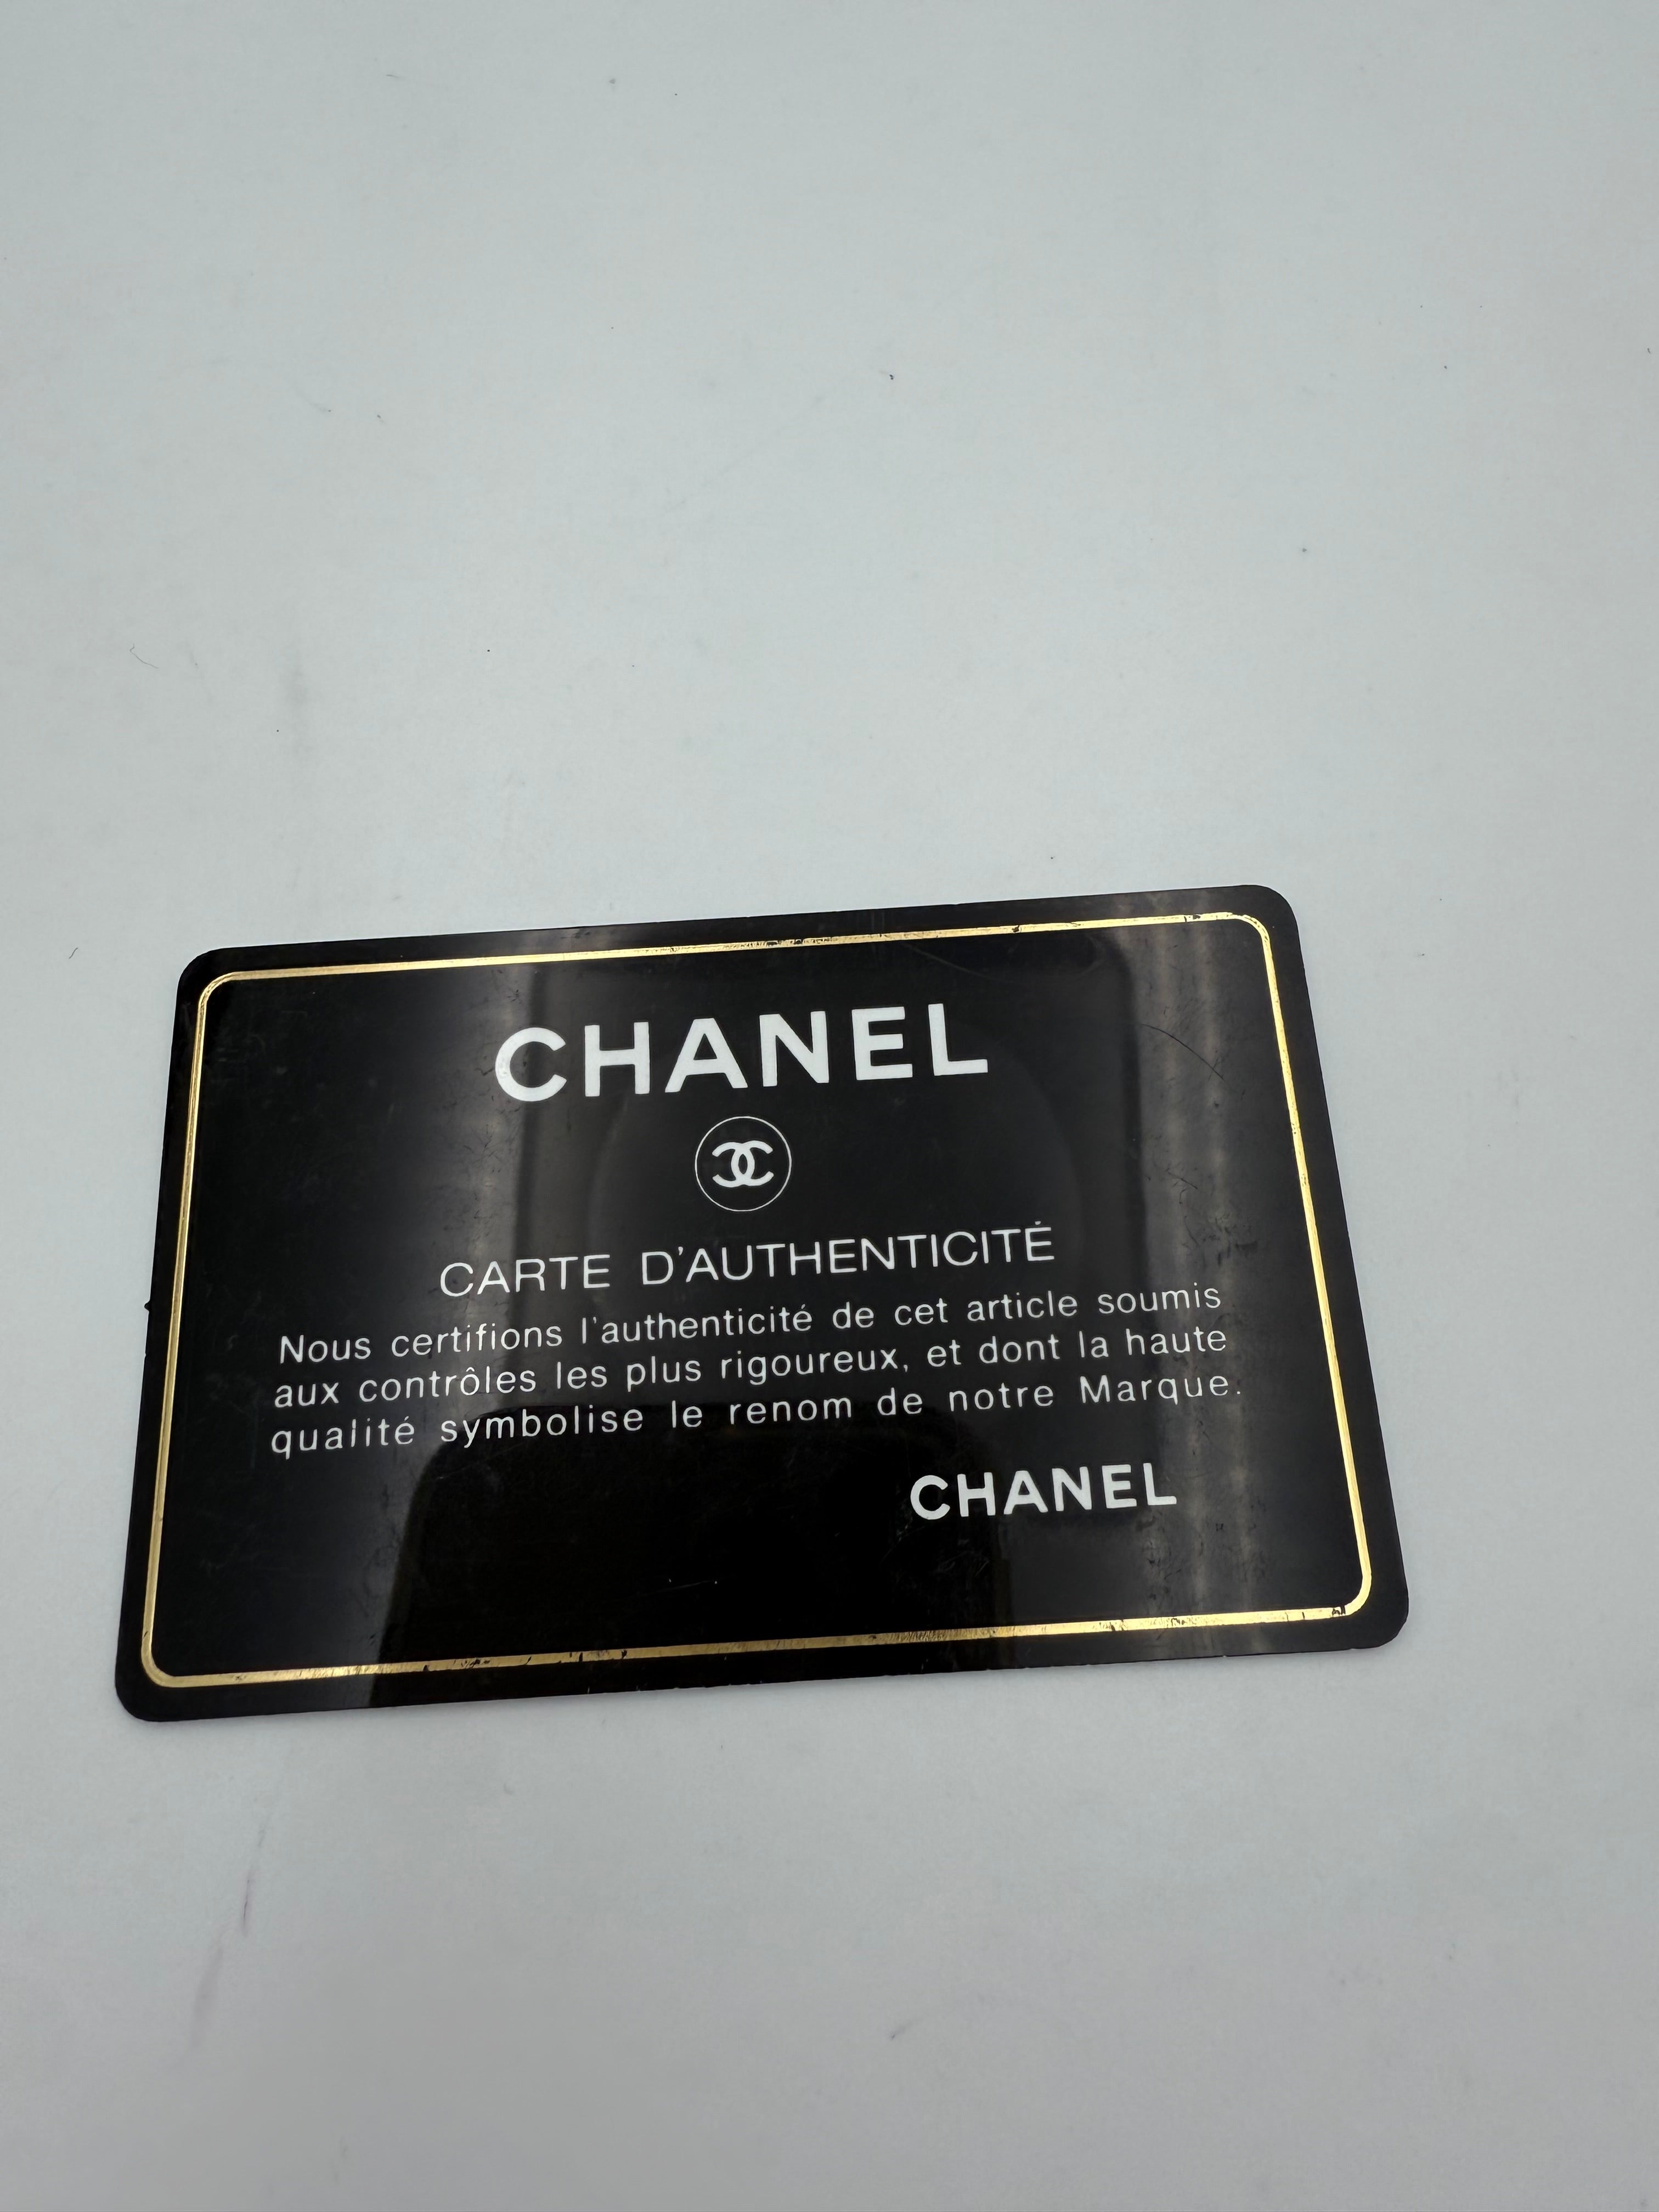 CHANEL
CARTE D'AUTHENTICITÉ
Nous certifions l'authenticité de cet article soumis
aux contrôles les plus rigoureux, et dont la haute
qualité symbolise le renom de notre Marque.
CHANEL